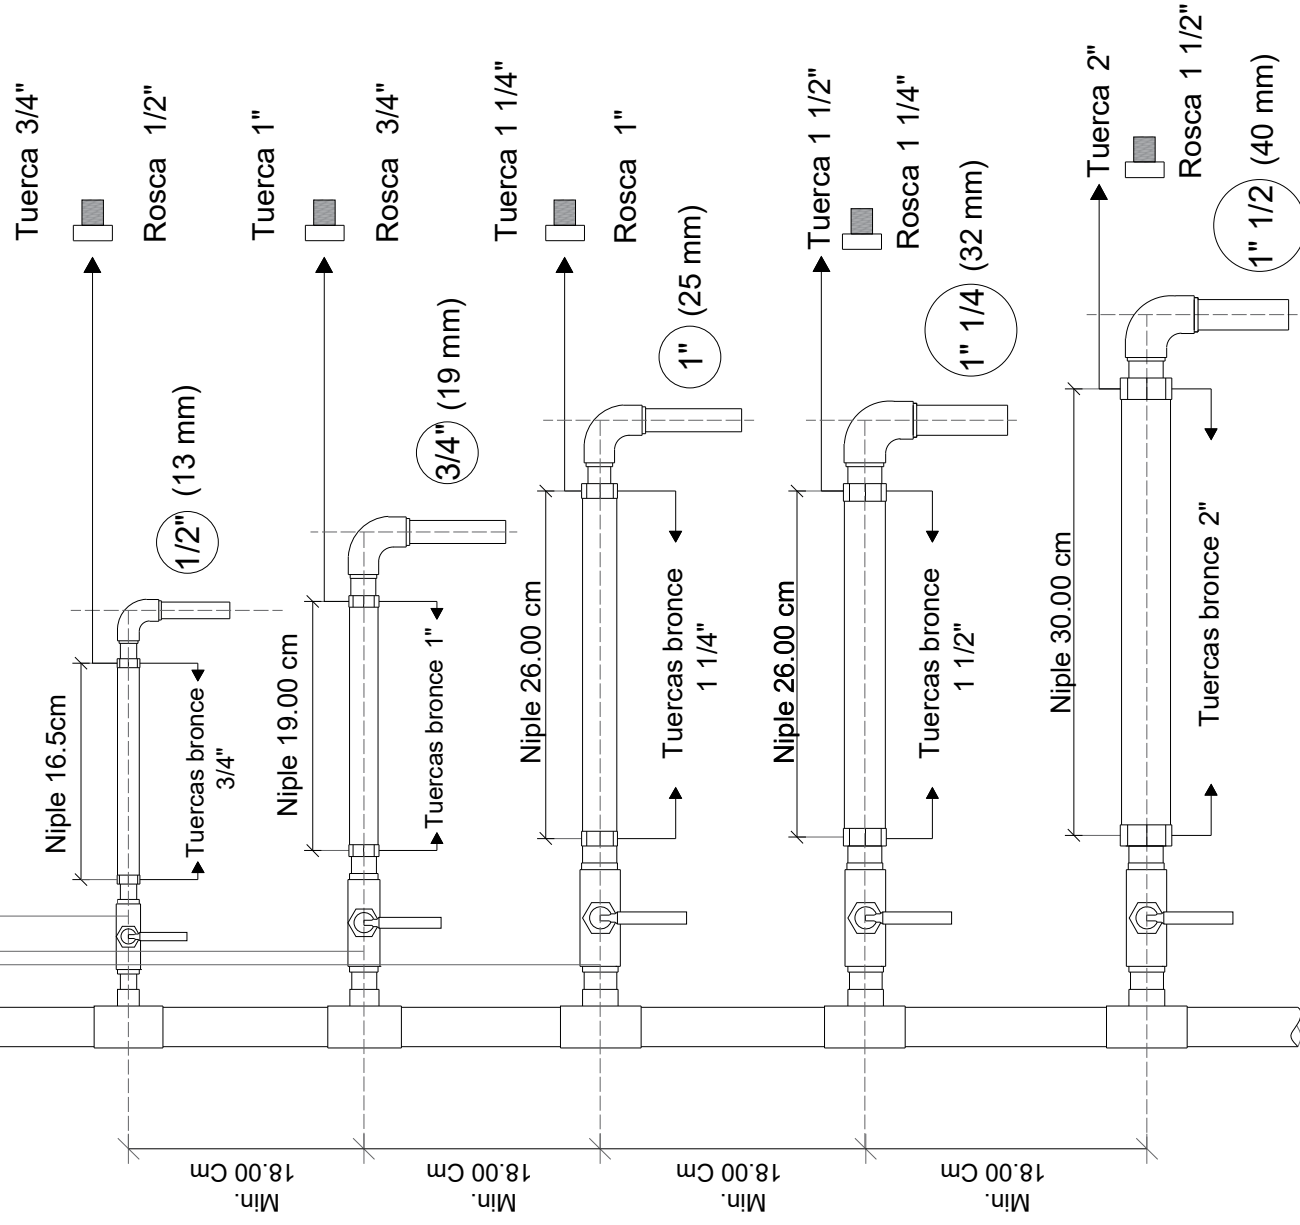 Tuerca 3/4"
Rosca 1/2"
Tuerca 1"
Rosca 3/4"
Tuerca 1 1/4"
Rosca 1"
Tuerca 1 1/2"
Rosca 1 1/4"
Tuerca 2"
Rosca 1 1/2"
1/2" (13 mm)
3/4" (19 mm)
1" (25 mm)
1" 1/4 (32 mm)
1" 1/2 (40 mm)
Niple 16.5cm
Tuercas bronce
3/4"
Niple 19.00 cm
Tuercas bronce 1"
Niple 26.00 cm
Tuercas bronce
1 1/4"
Niple 26.00 cm
Tuercas bronce
1 1/2"
Niple 30.00 cm
Tuercas bronce 2"
Min.
18.00 Cm
Min.
18.00 Cm
Min.
18.00 Cm
Min.
18.00 Cm